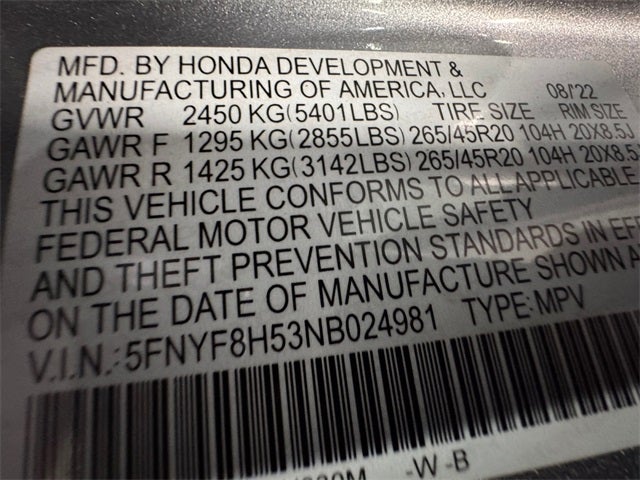 MFD. BY HONDA DEVELOPMENT &
MANUFACTURING OF AMERICA, LLC 08/'22
GVWR 2450 KG(5401LBS) TIRE SIZE RIM SIZE
GAWR F 1295 KG(2855LBS) 265/45R20 104H 20X8.5J
GAWR R 1425 KG(3142LBS) 265/45R20 104H 20X8.5J
THIS VEHICLE CONFORMS TO ALL APPLICABLE
FEDERAL MOTOR VEHICLE SAFETY
AND THEFT PREVENTION STANDARDS IN EF
ON THE DATE OF MANUFACTURE SHOWN A
V.I.N.: 5FNYF8H53NB024981 TYPE: MPV
-W -B